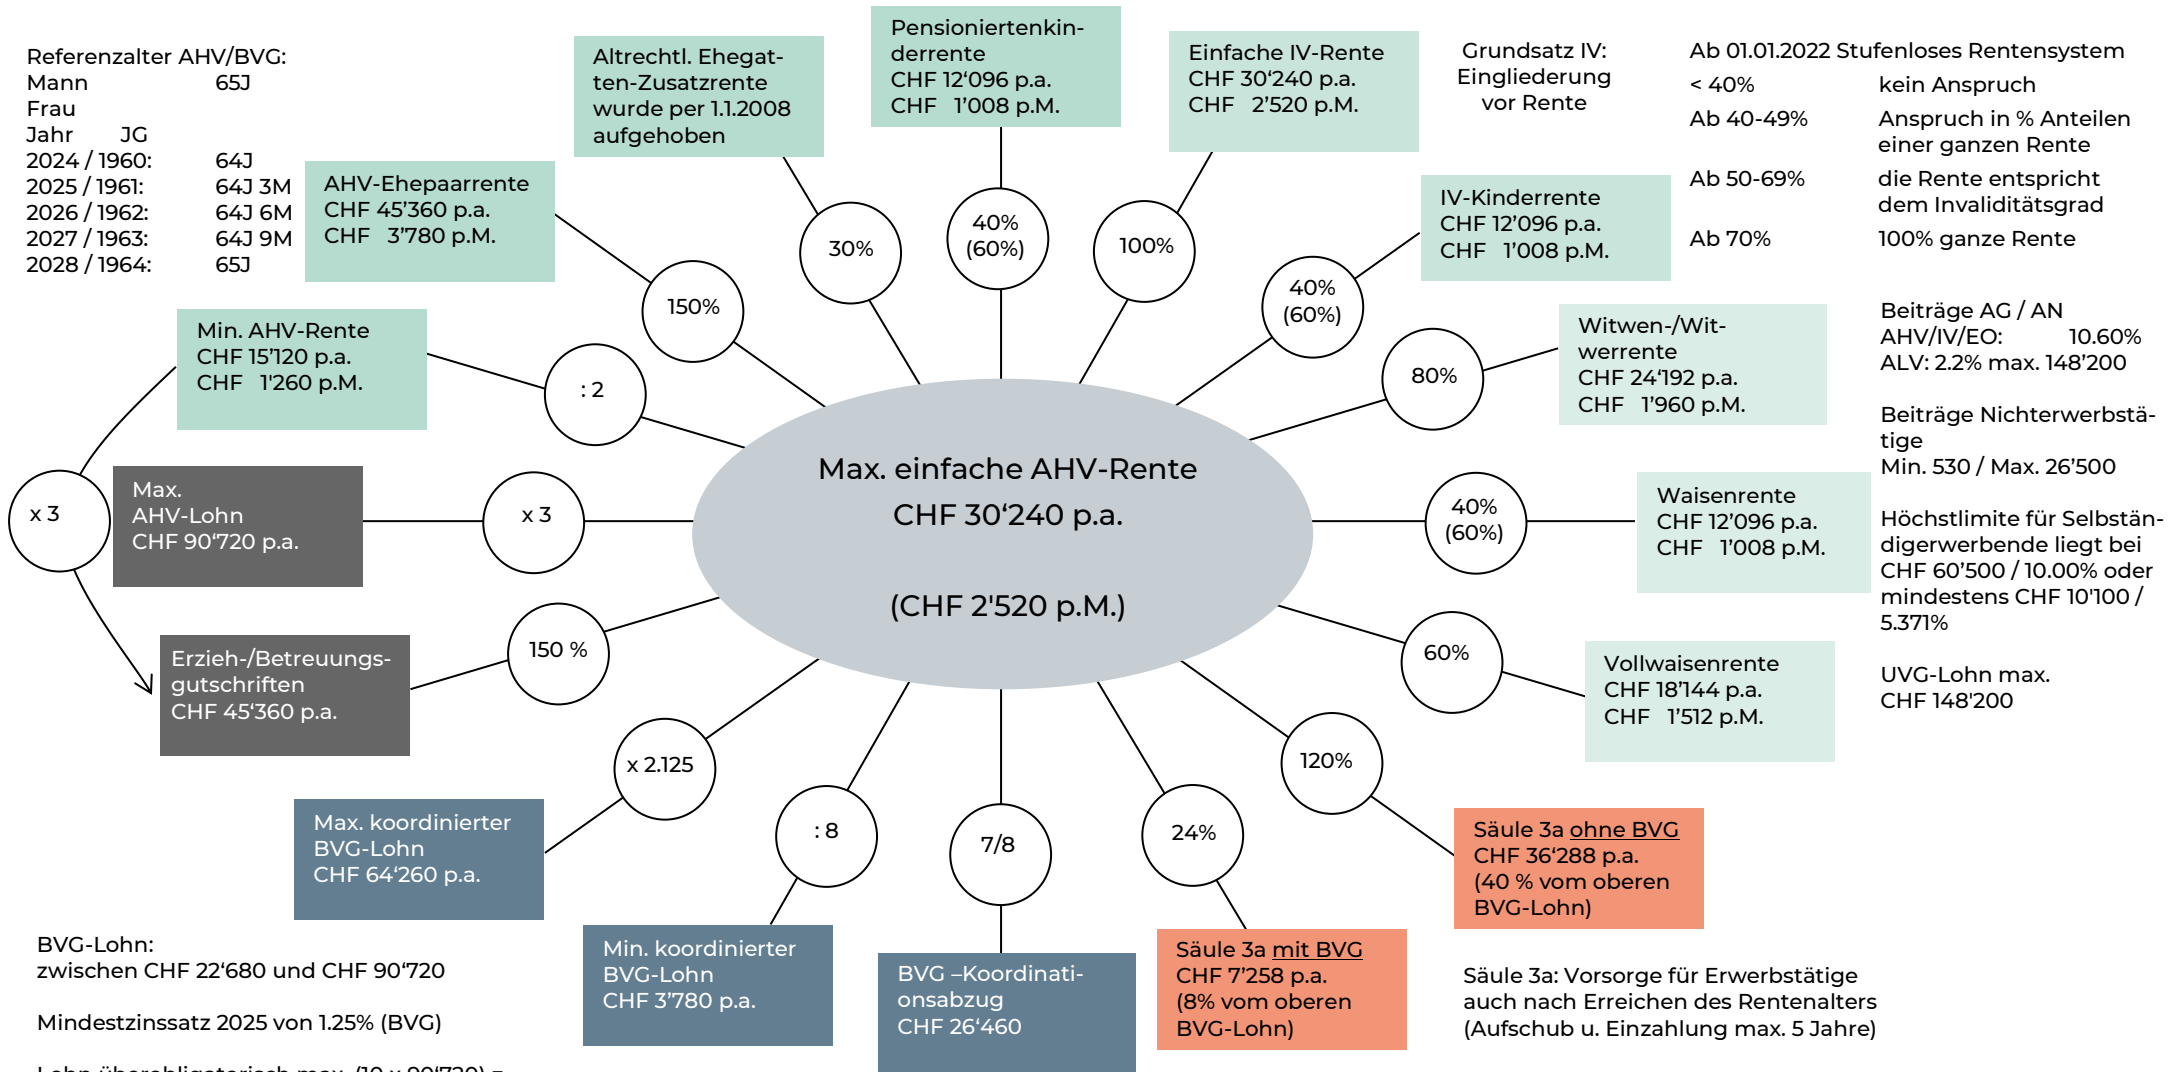 Referenzalter AHV/BVG:
Mann 65J
Frau
Jahr JG
2024 / 1960: 64J
2025 / 1961: 64J 3M
2026 / 1962: 64J 6M
2027 / 1963: 64J 9M
2028 / 1964: 65J
AHV-Ehepaarrente
CHF 45'360 p.a.
CHF 3'780 p.M.
Altrechtl. Ehegat-
ten-Zusatzrente
wurde per 1.1.2008
aufgehoben
Pensioniertenkin-
derrente
CHF 12'096 p.a.
CHF 1'008 p.M.
Einfache IV-Rente
CHF 30'240 p.a.
CHF 2'520 p.M.
Grundsatz IV:
Eingliederung
vor Rente
Ab 01.01.2022 Stufenloses Rentensystem
< 40% kein Anspruch
Ab 40-49% Anspruch in % Anteilen
einer ganzen Rente
Ab 50-69% die Rente entspricht
dem Invaliditätsgrad
Ab 70% 100% ganze Rente
IV-Kinderrente
CHF 12'096 p.a.
CHF 1'008 p.M.
150%
30%
40%
(60%)
100%
40%
(60%)
Min. AHV-Rente
CHF 15'120 p.a.
CHF 1'260 p.M.
: 2
80%
Witwen-/Wit-
werrente
CHF 24'192 p.a.
CHF 1'960 p.M.
Beiträge AG / AN
AHV/IV/EO: 10.60%
ALV: 2.2% max. 148'200
Beiträge Nichterwerbstä-
tige
Min. 530 / Max. 26'500
Höchstlimite für Selbstän-
digerwerbende liegt bei
CHF 60'500 / 10.00% oder
mindestens CHF 10'100 /
5.371%
UVG-Lohn max.
CHF 148'200
x 3
Max.
AHV-Lohn
CHF 90'720 p.a.
x 3
Max. einfache AHV-Rente
CHF 30'240 p.a.
(CHF 2'520 p.M.)
40%
(60%)
Waisenrente
CHF 12'096 p.a.
CHF 1'008 p.M.
Erzieh-/Betreuungs-
gutschriften
CHF 45'360 p.a.
150 %
60%
Vollwaisenrente
CHF 18'144 p.a.
CHF 1'512 p.M.
x 2.125
: 8
7/8
24%
120%
Max. koordinierter
BVG-Lohn
CHF 64'260 p.a.
Min. koordinierter
BVG-Lohn
CHF 3'780 p.a.
BVG –Koordinati-
onsabzug
CHF 26'460
Säule 3a mit BVG
CHF 7'258 p.a.
(8% vom oberen
BVG-Lohn)
Säule 3a ohne BVG
CHF 36'288 p.a.
(40 % vom oberen
BVG-Lohn)
BVG-Lohn:
zwischen CHF 22'680 und CHF 90'720
Mindestzinssatz 2025 von 1.25% (BVG)
Lohn überobligatorisch max. (10 x 90'720) =
Säule 3a: Vorsorge für Erwerbstätige
auch nach Erreichen des Rentenalters
(Aufschub u. Einzahlung max. 5 Jahre)